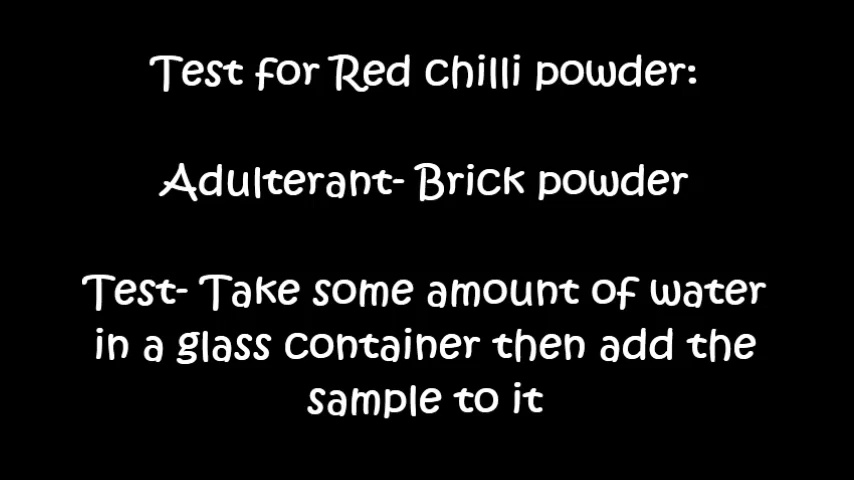 Test for Red chilli powder:
Adulterant- Brick powder
Test- Take some amount of water
in a glass container then add the
sample to it